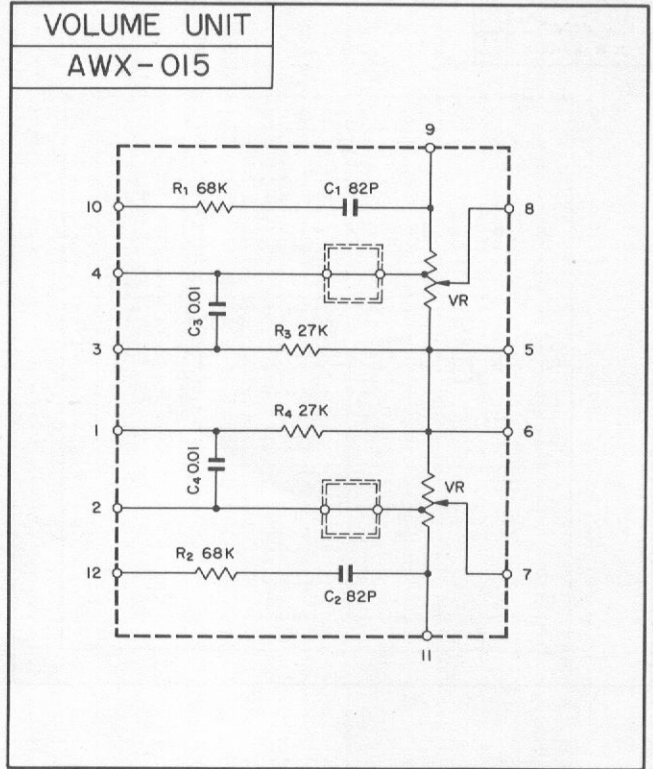 VOLUME UNIT
AWX-015
9
R₁ 68K
C₁ 82P
10
8
4
VR
C₃ 0.01
R₃ 27K
3
5
R₄ 27K
1
6
C₄ 0.01
VR
2
R₂ 68K
12
7
C₂ 82P
11